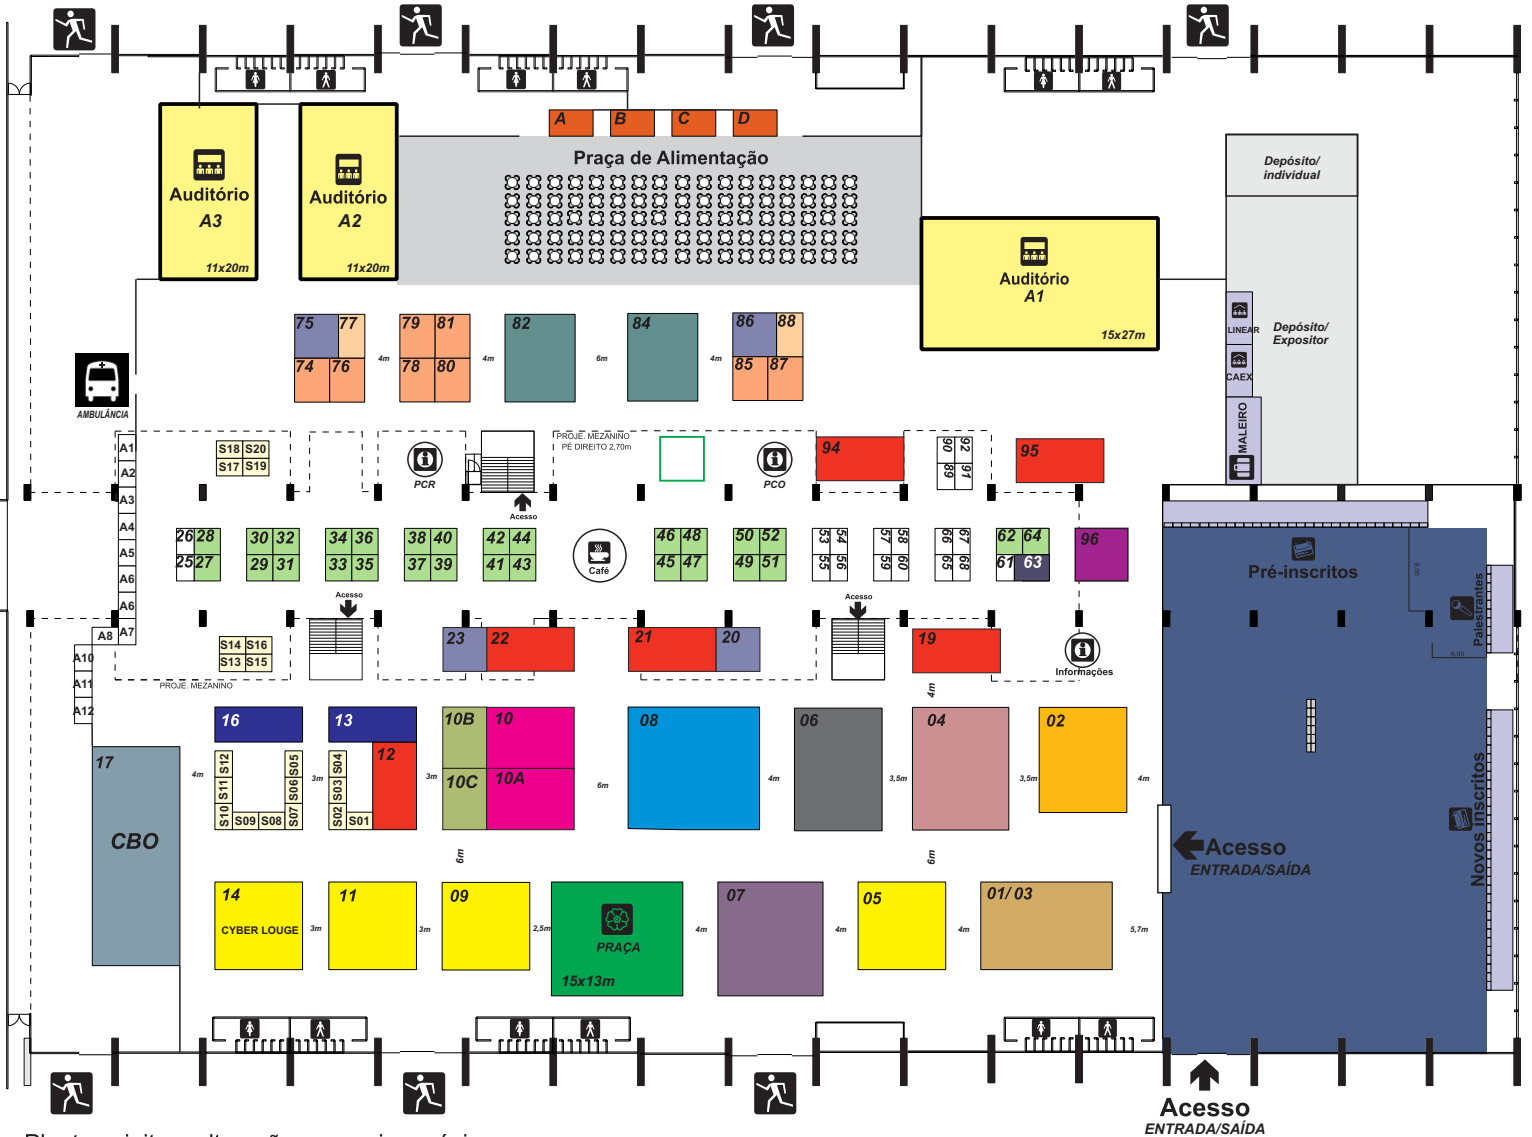 A
B
C
D
Praça de Alimentação
Auditório
A3
11x20m
Auditório
A2
11x20m
Auditório
A1
15x27m
Depósito/
individual
Depósito/
Expositor
LINEAR
CAEX
MALEIRO
75
77
74
76
4m
79
81
78
80
4m
82
6m
84
4m
86
88
85
87
AMBULÂNCIA
A1
A2
A3
A4
A5
A6
A6
A7
A8
A10
A11
A12
S18
S20
S17
S19
PCR
Acesso
PROJE. MEZANINO
PÉ DIREITO 2,70m
PCO
94
90
92
89
91
95
26
28
25
27
30
32
29
31
34
36
33
35
38
40
37
39
42
44
41
43
Café
46
48
45
47
50
52
49
51
53
54
55
56
57
58
59
60
66
67
65
68
62
64
61
63
96
Pré-inscritos
9,50
Palestrantes
6,00
Acesso
Acesso
S14
S16
S13
S15
PROJE. MEZANINO
23
22
21
20
19
Informações
4m
16
13
12
10B
10
10C
10A
08
06
04
02
17
CBO
4m
S12
S11
S10
S09
S08
S07
S06
S05
3m
S04
S03
S02
S01
3m
6m
4m
3,5m
3,5m
4m
6m
6m
Acesso
ENTRADA/SAÍDA
Novos inscritos
14
CYBER LOUGE
3m
11
3m
09
2,5m
PRAÇA
15x13m
4m
07
4m
05
4m
01/ 03
5,7m
Acesso
ENTRADA/SAÍDA